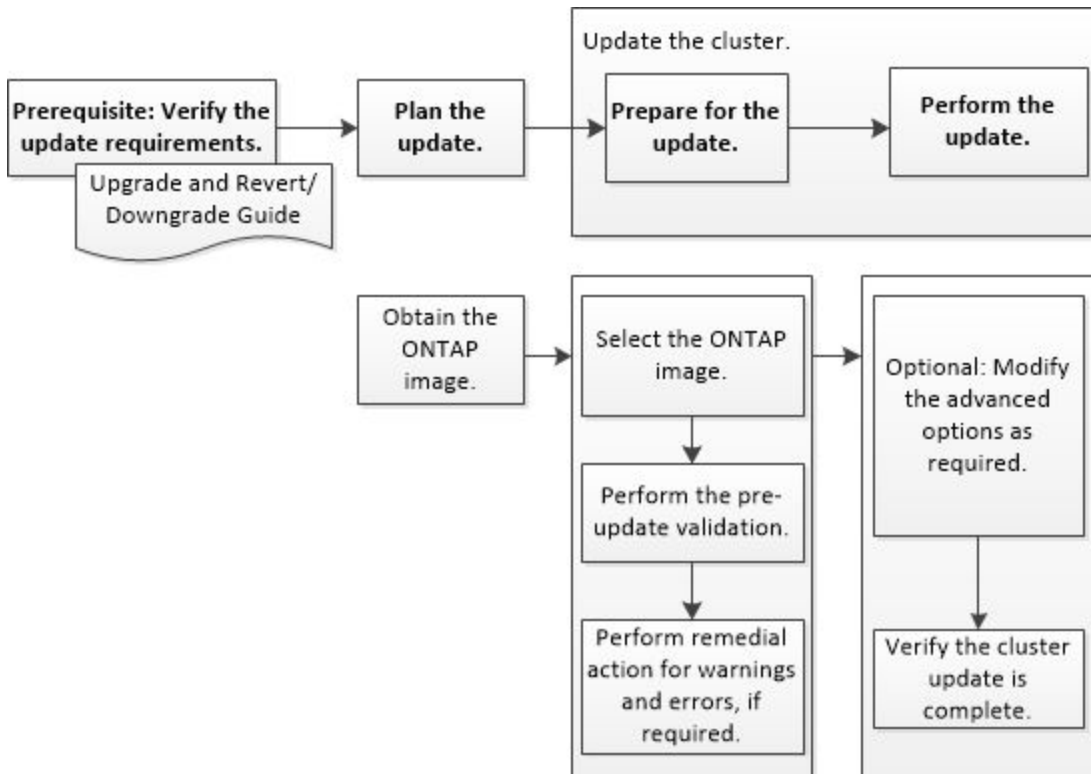 Update the cluster.
Prerequisite: Verify the
update requirements.
Upgrade and Revert/
Downgrade Guide
Plan the
update.
Prepare for the
update.
Perform the
update.
Obtain the
ONTAP
image.
Select the ONTAP
image.
Perform the pre-
update validation.
Perform remedial
action for warnings
and errors, if
required.
Optional: Modify
the advanced
options as
required.
Verify the cluster
update is
complete.